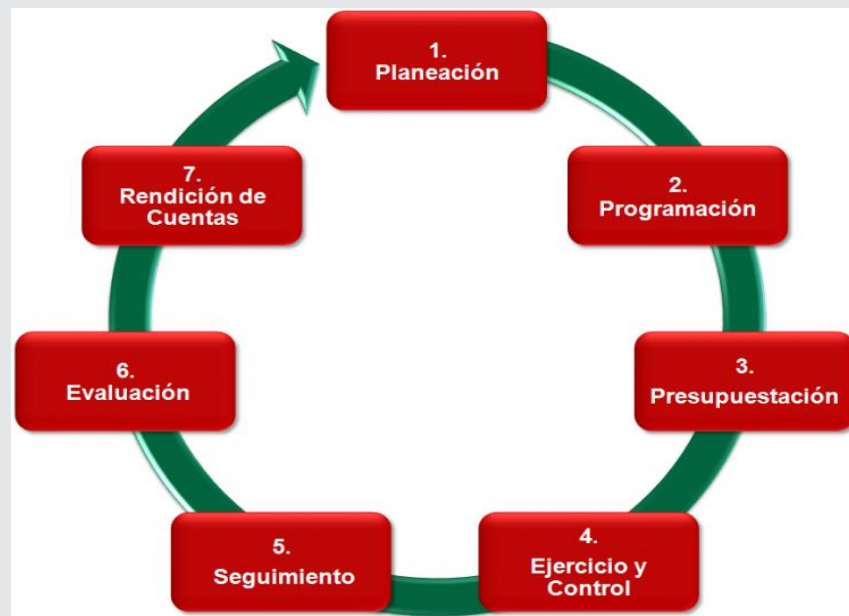 1.
Planeación
2.
Programación
3.
Presupuestación
4.
Ejercicio y
Control
5.
Seguimiento
6.
Evaluación
7.
Rendición de
Cuentas